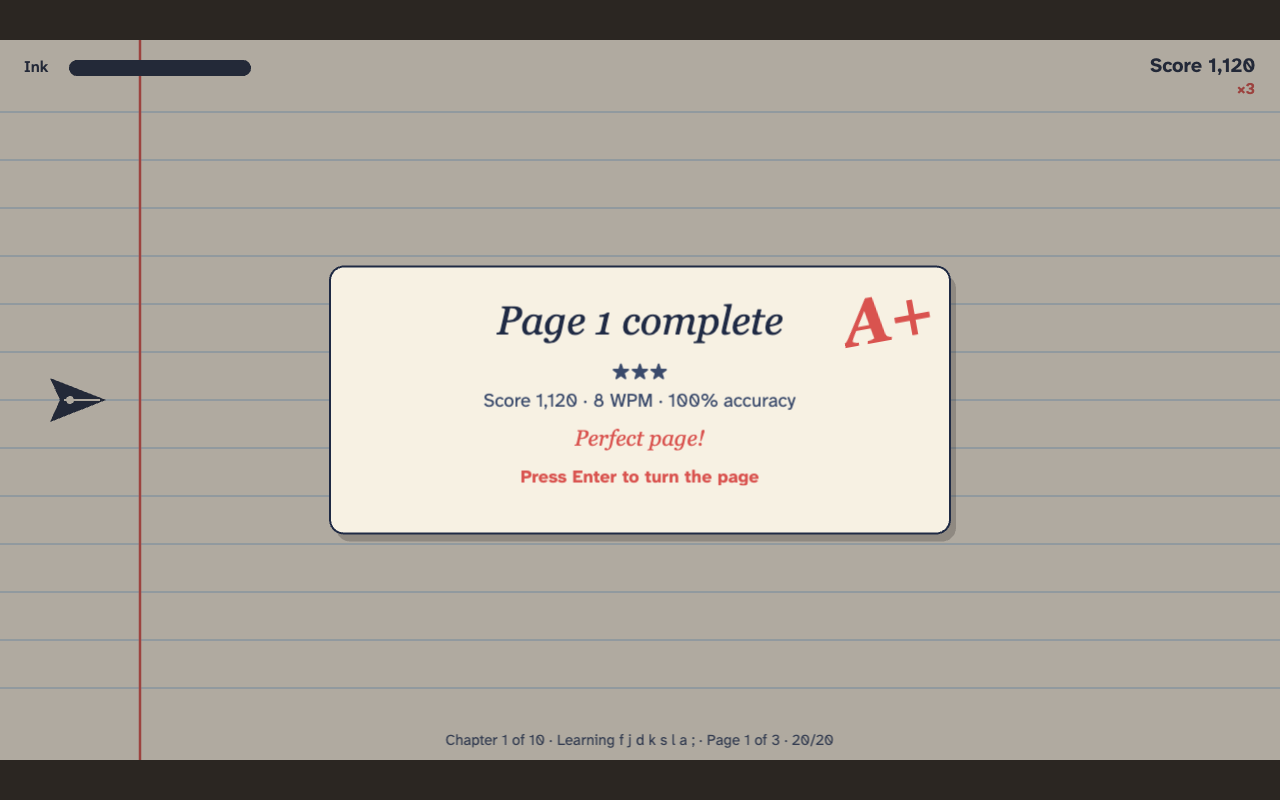 Ink
Score 1,120
×3
Page 1 complete
A+
★★★
Score 1,120 · 8 WPM · 100% accuracy
Perfect page!
Press Enter to turn the page
Chapter 1 of 10 · Learning f j d k s l a ; · Page 1 of 3 · 20/20